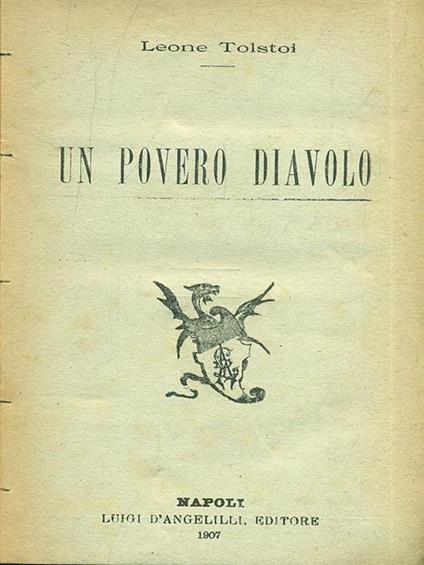 Leone Tolstoi
UN POVERO DIAVOLO
NAPOLI
LUIGI D'ANGELILLI, EDITORE
1907